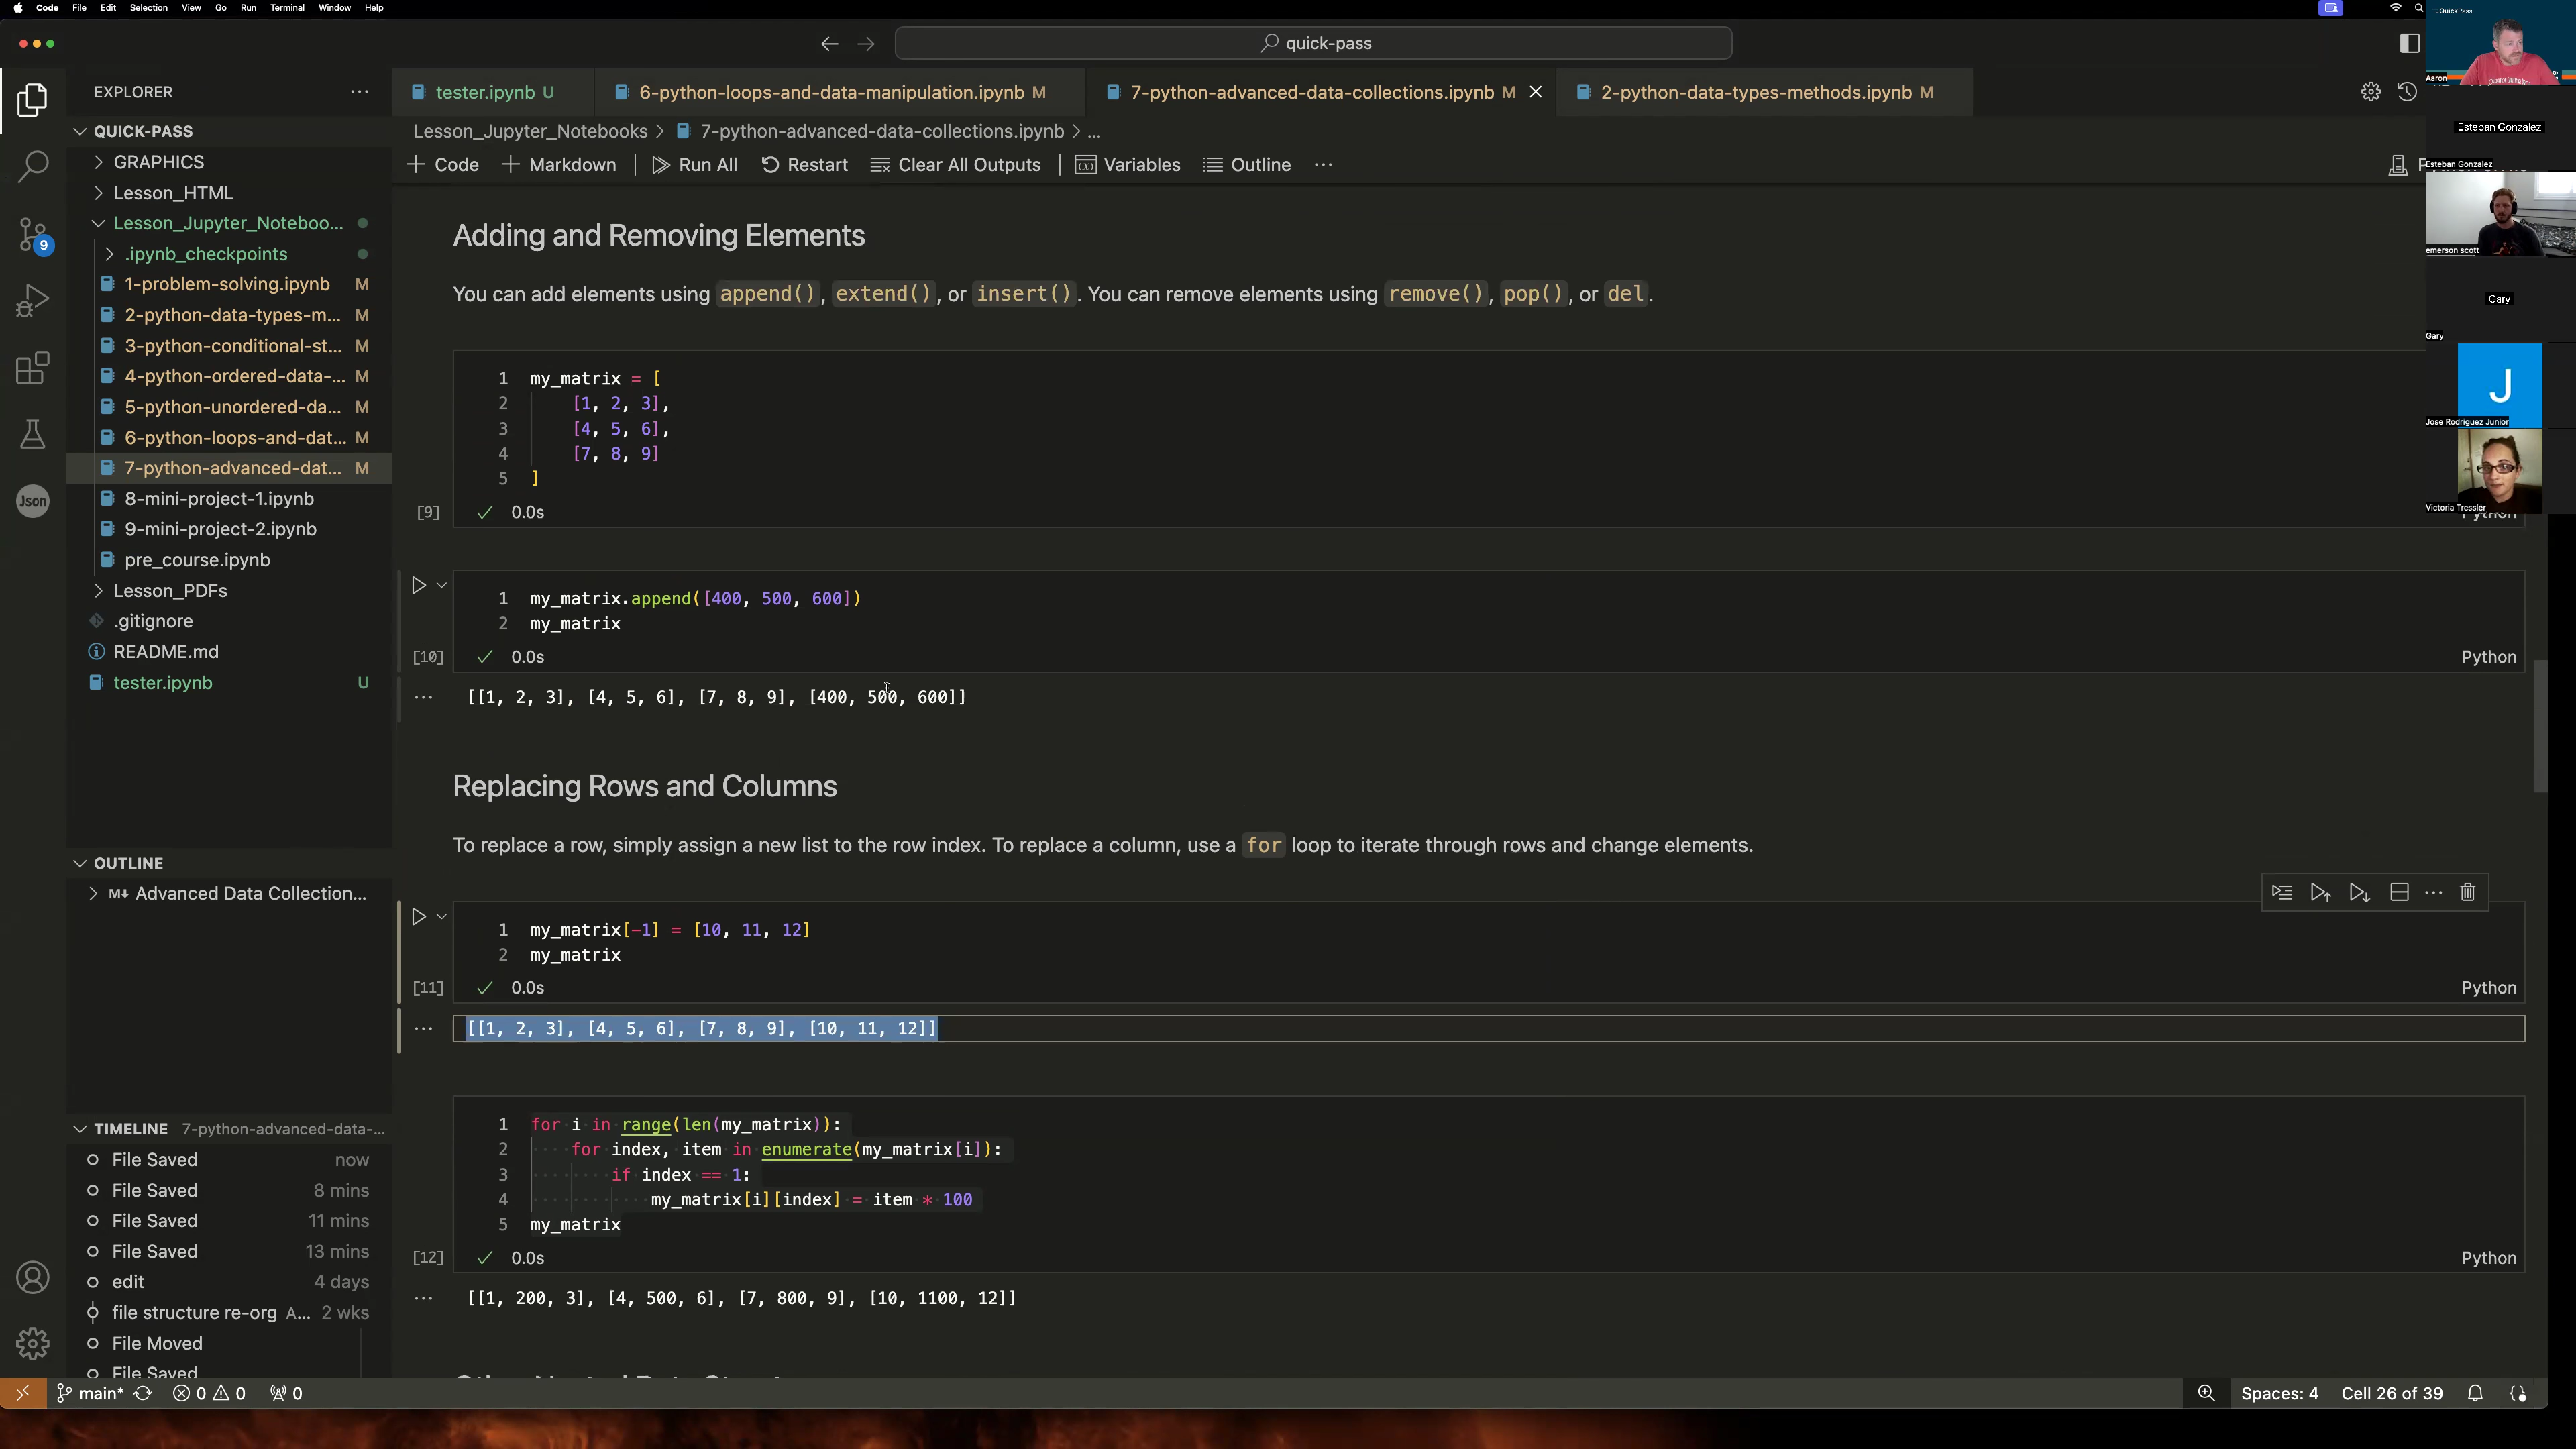 Code File Edit Selection View Go Run Terminal Window Help
quick-pass
EXPLORER
QUICK-PASS
GRAPHICS
Lesson_HTML
Lesson_Jupyter_Noteboo...
.ipynb_checkpoints
1-problem-solving.ipynb M
2-python-data-types-m... M
3-python-conditional-st... M
4-python-ordered-data-... M
5-python-unordered-da... M
6-python-loops-and-dat... M
7-python-advanced-dat... M
8-mini-project-1.ipynb
9-mini-project-2.ipynb
pre_course.ipynb
Lesson_PDFs
.gitignore
README.md
tester.ipynb U
OUTLINE
Advanced Data Collection...
TIMELINE 7-python-advanced-data-...
File Saved now
File Saved 8 mins
File Saved 11 mins
File Saved 13 mins
edit 4 days
file structure re-org A... 2 wks
File Moved
File Saved
9
Json
tester.ipynb U
6-python-loops-and-data-manipulation.ipynb M
7-python-advanced-data-collections.ipynb M
2-python-data-types-methods.ipynb M
Lesson_Jupyter_Notebooks > 7-python-advanced-data-collections.ipynb > ...
+ Code + Markdown Run All Restart Clear All Outputs Variables Outline ...
Adding and Removing Elements
You can add elements using append(), extend(), or insert(). You can remove elements using remove(), pop(), or del.
1 my_matrix = [
2 [1, 2, 3],
3 [4, 5, 6],
4 [7, 8, 9]
5 ]
[9] 0.0s
Python
1 my_matrix.append([400, 500, 600])
2 my_matrix
[10] 0.0s
Python
[[1, 2, 3], [4, 5, 6], [7, 8, 9], [400, 500, 600]]
Replacing Rows and Columns
To replace a row, simply assign a new list to the row index. To replace a column, use a for loop to iterate through rows and change elements.
1 my_matrix[-1] = [10, 11, 12]
2 my_matrix
[11] 0.0s
Python
[[1, 2, 3], [4, 5, 6], [7, 8, 9], [10, 11, 12]]
1 for i in range(len(my_matrix)):
2 for index, item in enumerate(my_matrix[i]):
3 if index == 1:
4 my_matrix[i][index] = item * 100
5 my_matrix
[12] 0.0s
Python
[[1, 200, 3], [4, 500, 6], [7, 800, 9], [10, 1100, 12]]
QuickPass
Aaron
Esteban Gonzalez
Esteban Gonzalez
emerson scott
Gary
Gary
J
Jose Rodriguez Junior
Victoria Tressler
main* 0 0 0
Spaces: 4 Cell 26 of 39